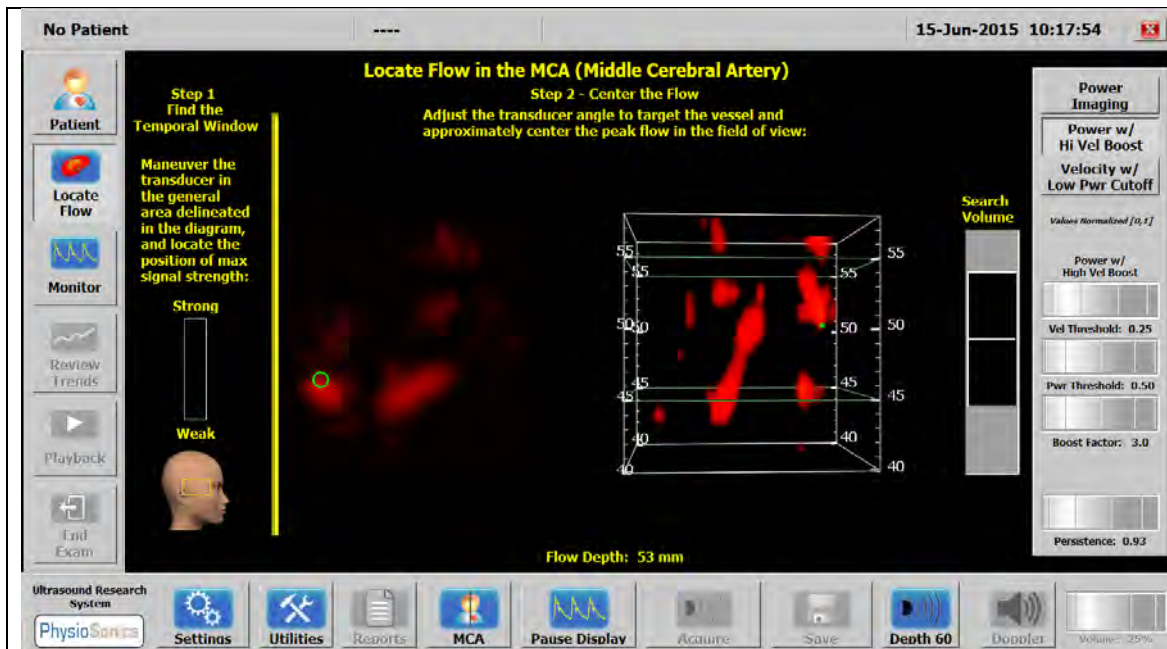 No Patient
----
15-Jun-2015 10:17:54
Patient
Locate
Flow
Monitor
Review
Trends
Playback
End
Exam
Locate Flow in the MCA (Middle Cerebral Artery)
Step 1
Find the
Temporal Window
Maneuver the
transducer in
the general
area delineated
in the diagram,
and locate the
position of max
signal strength:
Strong
Weak
Step 2 - Center the Flow
Adjust the transducer angle to target the vessel and
approximately center the peak flow in the field of view:
55
55
55
55
50
50
50
50
45
45
45
45
40
40
40
40
Flow Depth: 53 mm
Search
Volume
Power
Imaging
Power w/
Hi Vel Boost
Velocity w/
Low Pwr Cutoff
Values Normalized [0,1]
Power w/
High Vel Boost
Vel Threshold: 0.25
Pwr Threshold: 0.50
Boost Factor: 3.0
Persistence: 0.93
Ultrasound Research
System
PhysioSonics
Settings
Utilities
Reports
MCA
Pause Display
Acquire
Save
Depth 60
Doppler
Volume: 25%